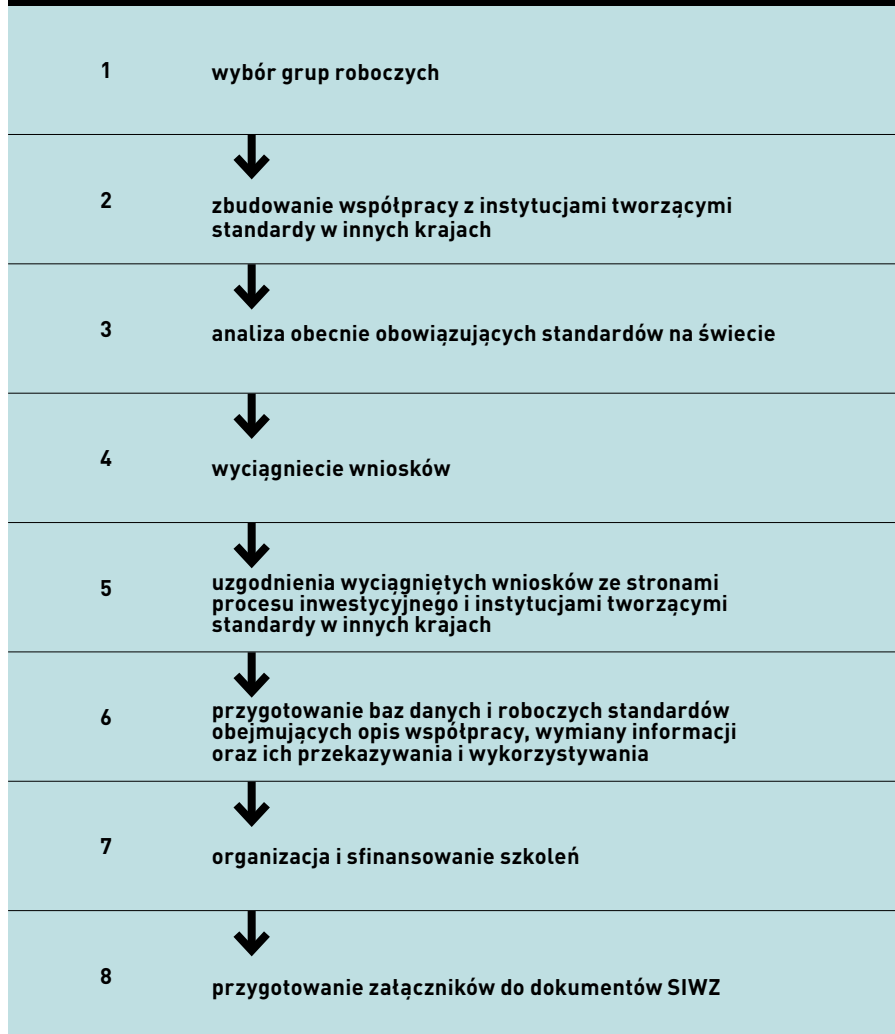 1 wybór grup roboczych
2 zbudowanie współpracy z instytucjami tworzącymi
standardy w innych krajach
3 analiza obecnie obowiązujących standardów na świecie
4 wyciągniecie wniosków
5 uzgodnienia wyciągniętych wniosków ze stronami
procesu inwestycyjnego i instytucjami tworzącymi
standardy w innych krajach
6 przygotowanie baz danych i roboczych standardów
obejmujących opis współpracy, wymiany informacji
oraz ich przekazywania i wykorzystywania
7 organizacja i sfinansowanie szkoleń
8 przygotowanie załączników do dokumentów SIWZ